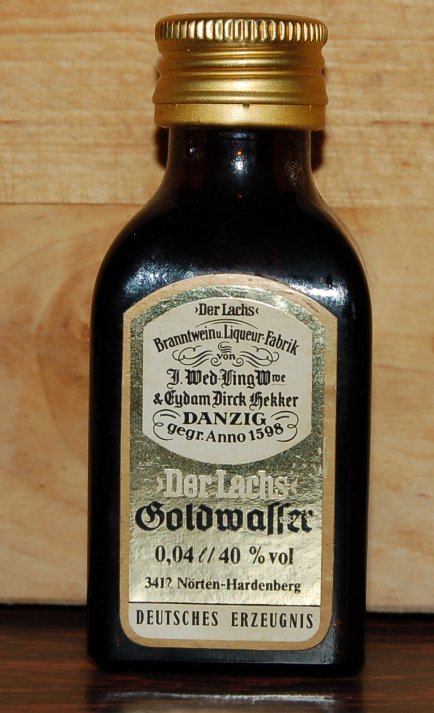 ›Der Lachs‹
Branntwein u. Liqueur-Fabrik
von
J. Wed-Ling Wwe
& Eydam Dirck Hekker
DANZIG
gegr. Anno 1598
›Der Lachs‹
Goldwasser
0,04 l / 40 % vol
3412 Nörten-Hardenberg
DEUTSCHES ERZEUGNIS